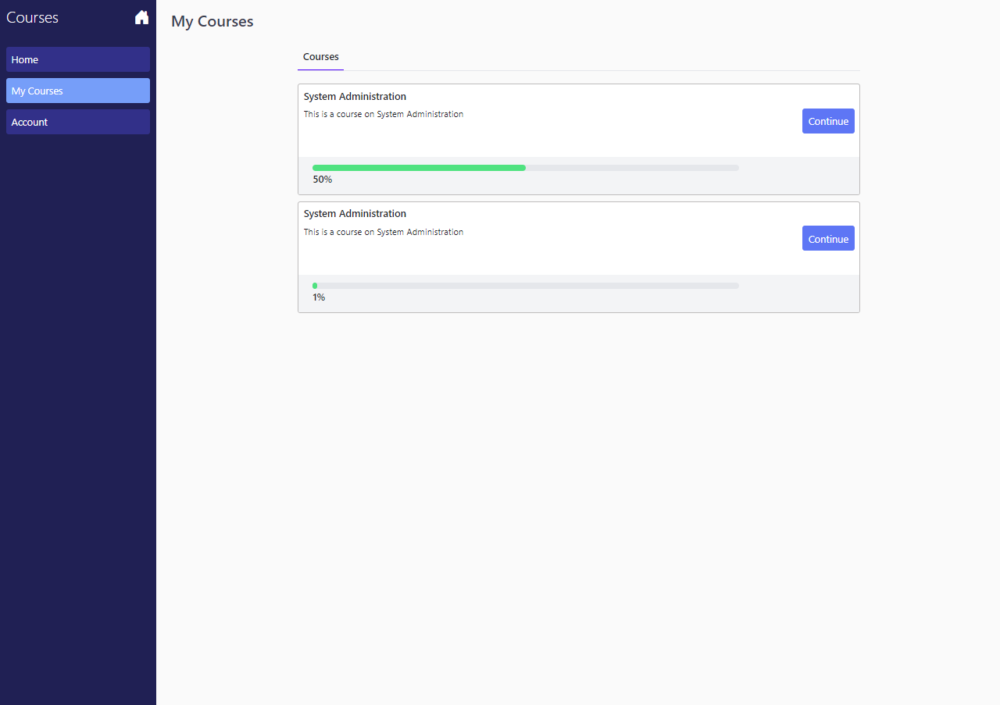 Courses
Home
My Courses
Account
My Courses
Courses
System Administration
This is a course on System Administration
Continue
50%
System Administration
This is a course on System Administration
Continue
1%